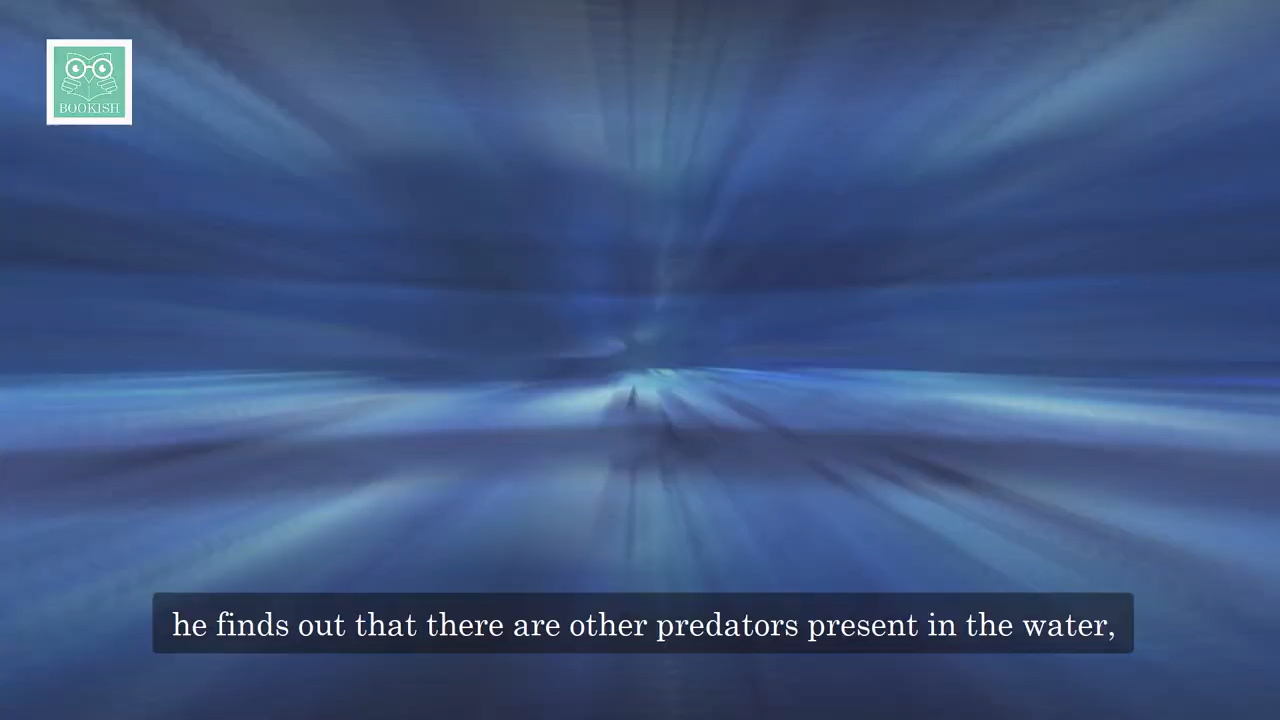 BOOKISH
he finds out that there are other predators present in the water,